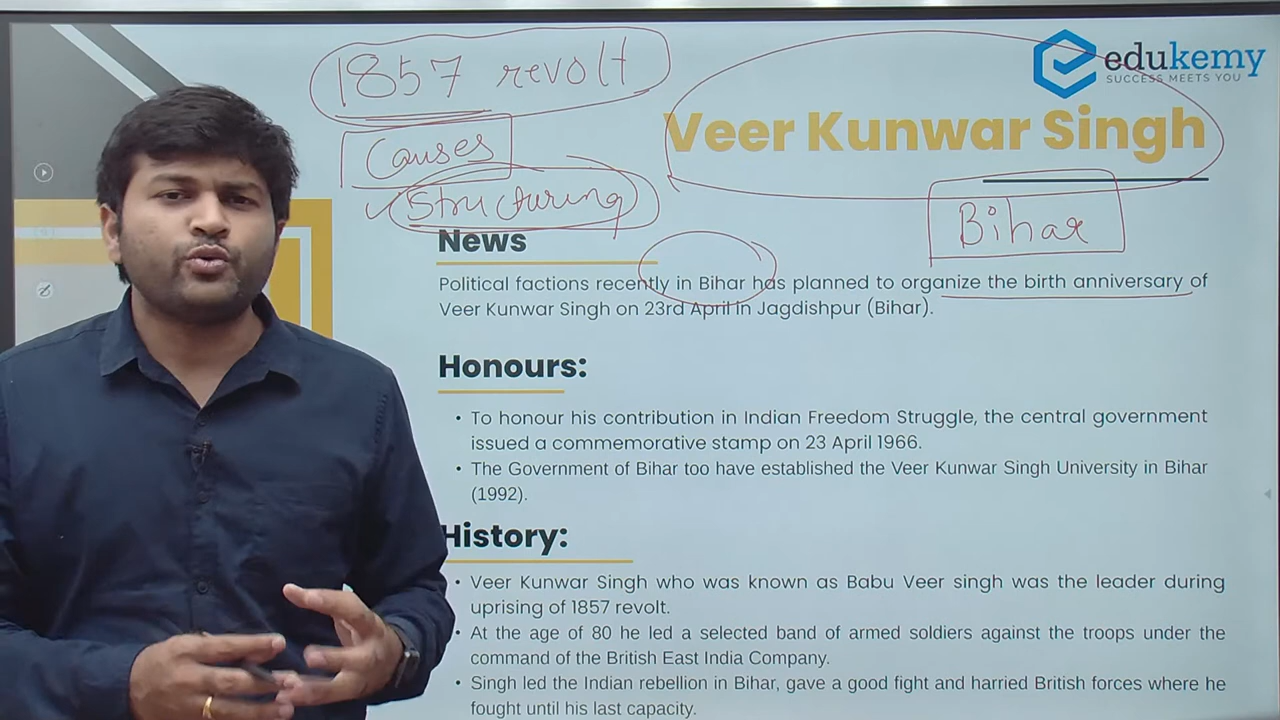 1857 revolt
edukemy
SUCCESS MEETS YOU
Veer Kunwar Singh
Causes
Structuring
Bihar
News
Political factions recently in Bihar has planned to organize the birth anniversary of
Veer Kunwar Singh on 23rd April in Jagdishpur (Bihar).
Honours:
• To honour his contribution in Indian Freedom Struggle, the central government
issued a commemorative stamp on 23 April 1966.
• The Government of Bihar too have established the Veer Kunwar Singh University in Bihar
(1992).
History:
• Veer Kunwar Singh who was known as Babu Veer singh was the leader during
uprising of 1857 revolt.
• At the age of 80 he led a selected band of armed soldiers against the troops under the
command of the British East India Company.
• Singh led the Indian rebellion in Bihar, gave a good fight and harried British forces where he
fought until his last capacity.